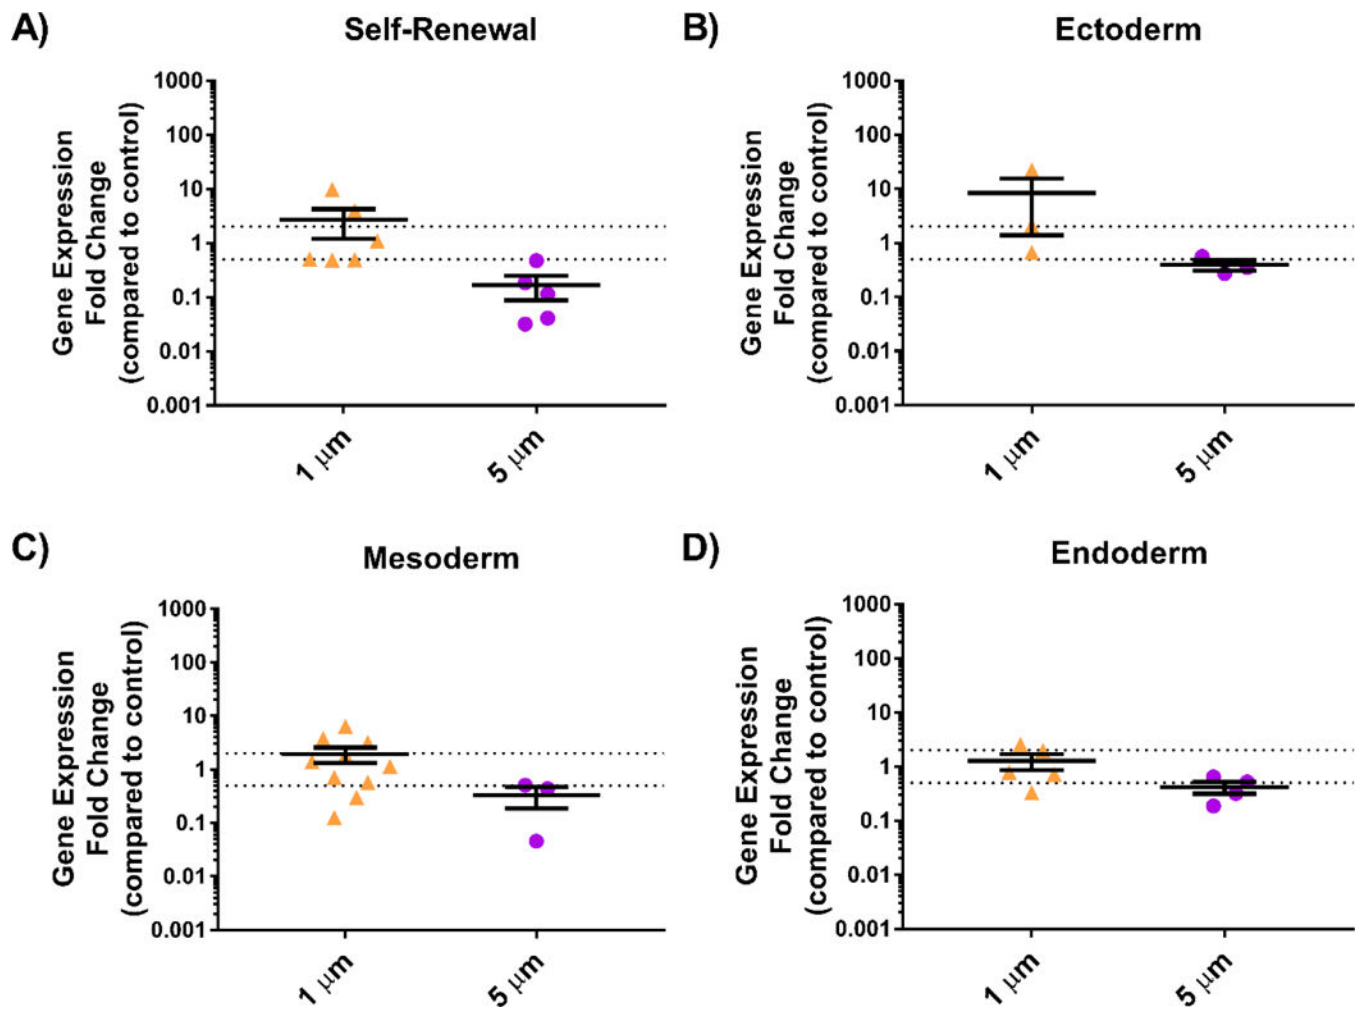 A)
Self-Renewal
Gene Expression
Fold Change
(compared to control)
1000
100
10
1
0.1
0.01
0.001
1 µm
5 µm
B)
Ectoderm
Gene Expression
Fold Change
(compared to control)
1000
100
10
1
0.1
0.01
0.001
1 µm
5 µm
C)
Mesoderm
Gene Expression
Fold Change
(compared to control)
1000
100
10
1
0.1
0.01
0.001
1 µm
5 µm
D)
Endoderm
Gene Expression
Fold Change
(compared to control)
1000
100
10
1
0.1
0.01
0.001
1 µm
5 µm